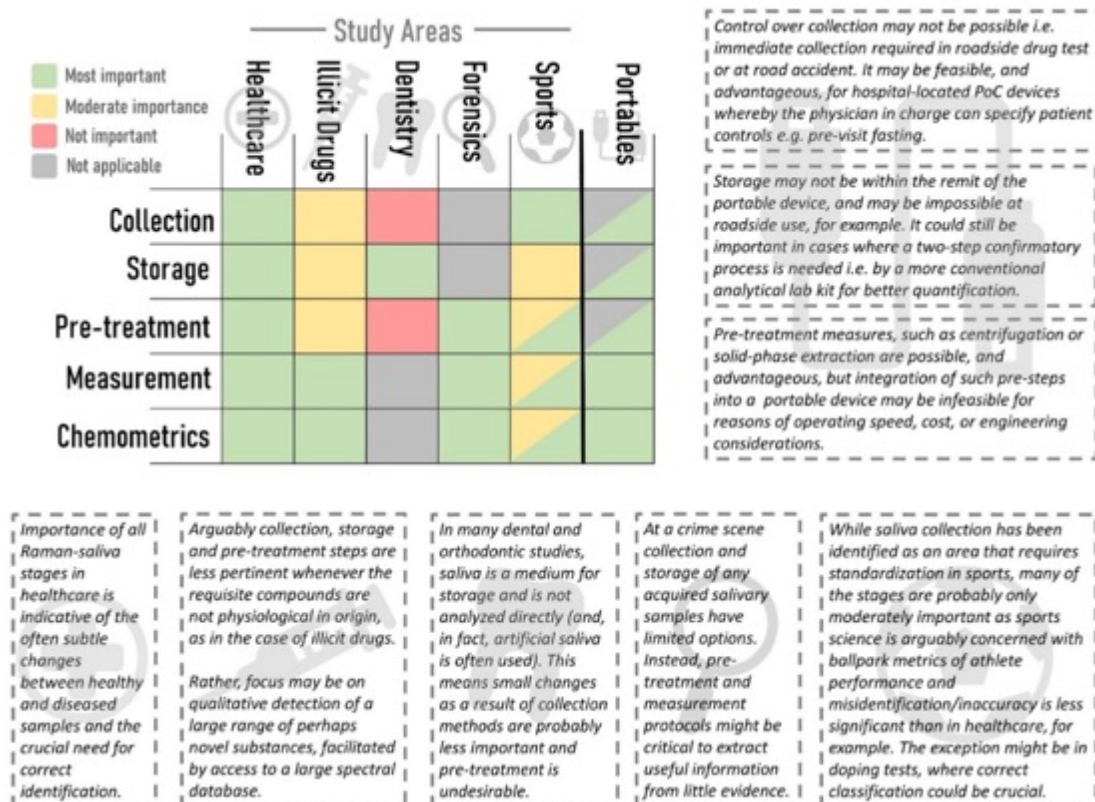 Study Areas
Most important
Moderate importance
Not important
Not applicable
Healthcare
Illicit Drugs
Dentistry
Forensics
Sports
Portables
Collection
Storage
Pre-treatment
Measurement
Chemometrics
Control over collection may not be possible i.e.
immediate collection required in roadside drug test
or at road accident. It may be feasible, and
advantageous, for hospital-located PoC devices
whereby the physician in charge can specify patient
controls e.g. pre-visit fasting.
Storage may not be within the remit of the
portable device, and may be impossible at
roadside use, for example. It could still be
important in cases where a two-step confirmatory
process is needed i.e. by a more conventional
analytical lab kit for better quantification.
Pre-treatment measures, such as centrifugation or
solid-phase extraction are possible, and
advantageous, but integration of such pre-steps
into a portable device may be infeasible for
reasons of operating speed, cost, or engineering
considerations.
Importance of all
Raman-saliva
stages in
healthcare is
indicative of the
often subtle
changes
between healthy
and diseased
samples and the
crucial need for
correct
identification.
Arguably collection, storage
and pre-treatment steps are
less pertinent whenever the
requisite compounds are
not physiological in origin,
as in the case of illicit drugs.
Rather, focus may be on
qualitative detection of a
large range of perhaps
novel substances, facilitated
by access to a large spectral
database.
In many dental and
orthodontic studies,
saliva is a medium for
storage and is not
analyzed directly (and,
in fact, artificial saliva
is often used). This
means small changes
as a result of collection
methods are probably
less important and
pre-treatment is
undesirable.
At a crime scene
collection and
storage of any
acquired salivary
samples have
limited options.
Instead, pre-
treatment and
measurement
protocols might be
critical to extract
useful information
from little evidence.
While saliva collection has been
identified as an area that requires
standardization in sports, many of
the stages are probably only
moderately important as sports
science is arguably concerned with
ballpark metrics of athlete
performance and
misidentification/inaccuracy is less
significant than in healthcare, for
example. The exception might be in
doping tests, where correct
classification could be crucial.